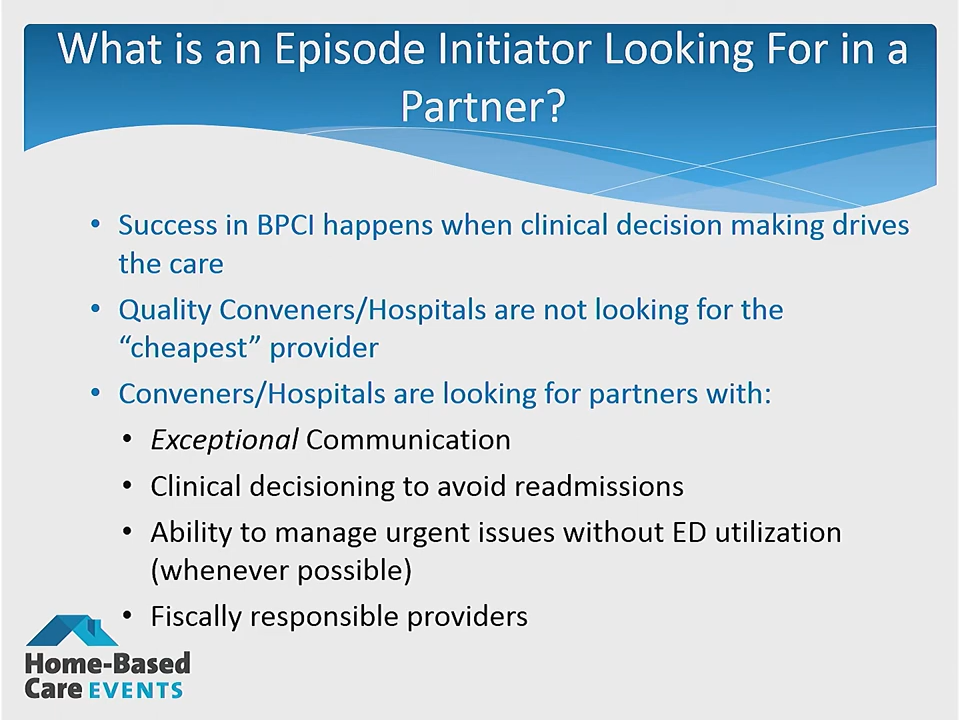 What is an Episode Initiator Looking For in a
Partner?
• Success in BPCI happens when clinical decision making drives
the care
• Quality Conveners/Hospitals are not looking for the
“cheapest” provider
• Conveners/Hospitals are looking for partners with:
• Exceptional Communication
• Clinical decisioning to avoid readmissions
• Ability to manage urgent issues without ED utilization
(whenever possible)
• Fiscally responsible providers
Home-Based
Care EVENTS